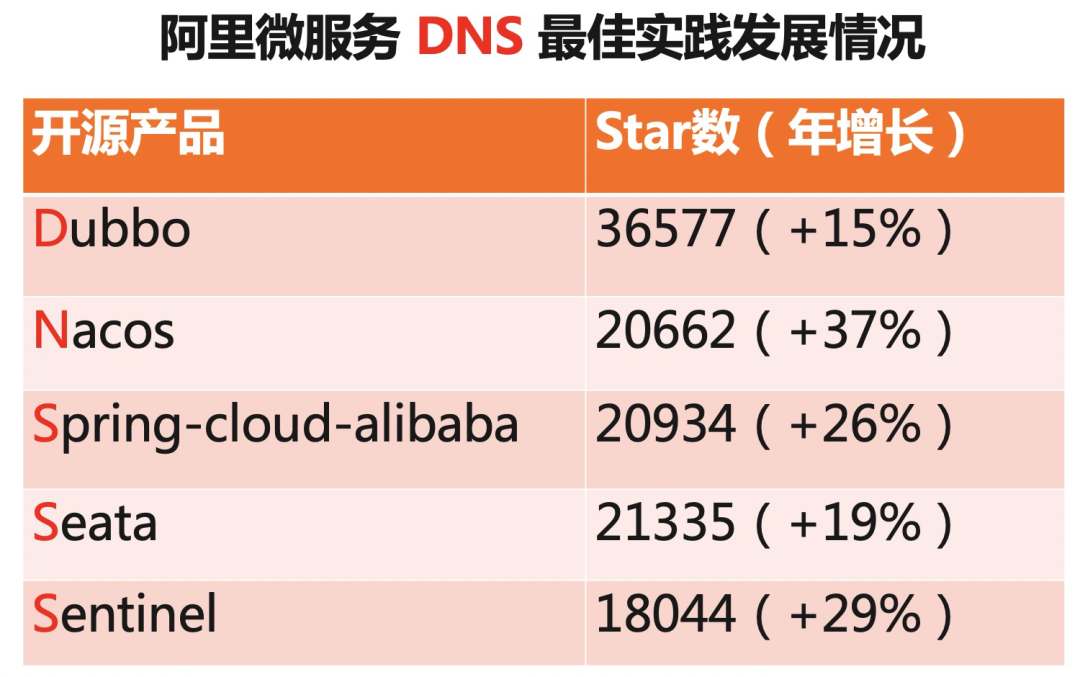 阿里微服务 DNS 最佳实践发展情况
开源产品 Star数（年增长）
Dubbo 36577（+15%）
Nacos 20662（+37%）
Spring-cloud-alibaba 20934（+26%）
Seata 21335（+19%）
Sentinel 18044（+29%）